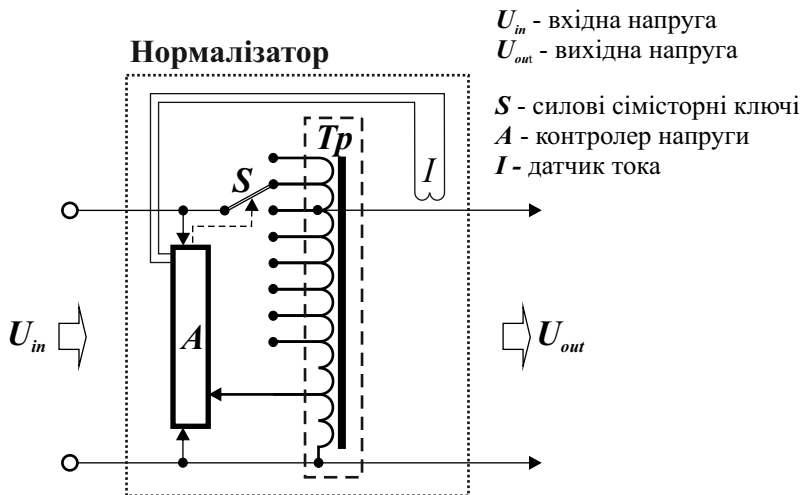 U_in - вхідна напруга
U_out - вихідна напруга
Нормалізатор
S - силові сімісторні ключі
A - контролер напруги
I - датчик тока
Tp
S
I
A
U_in
U_out